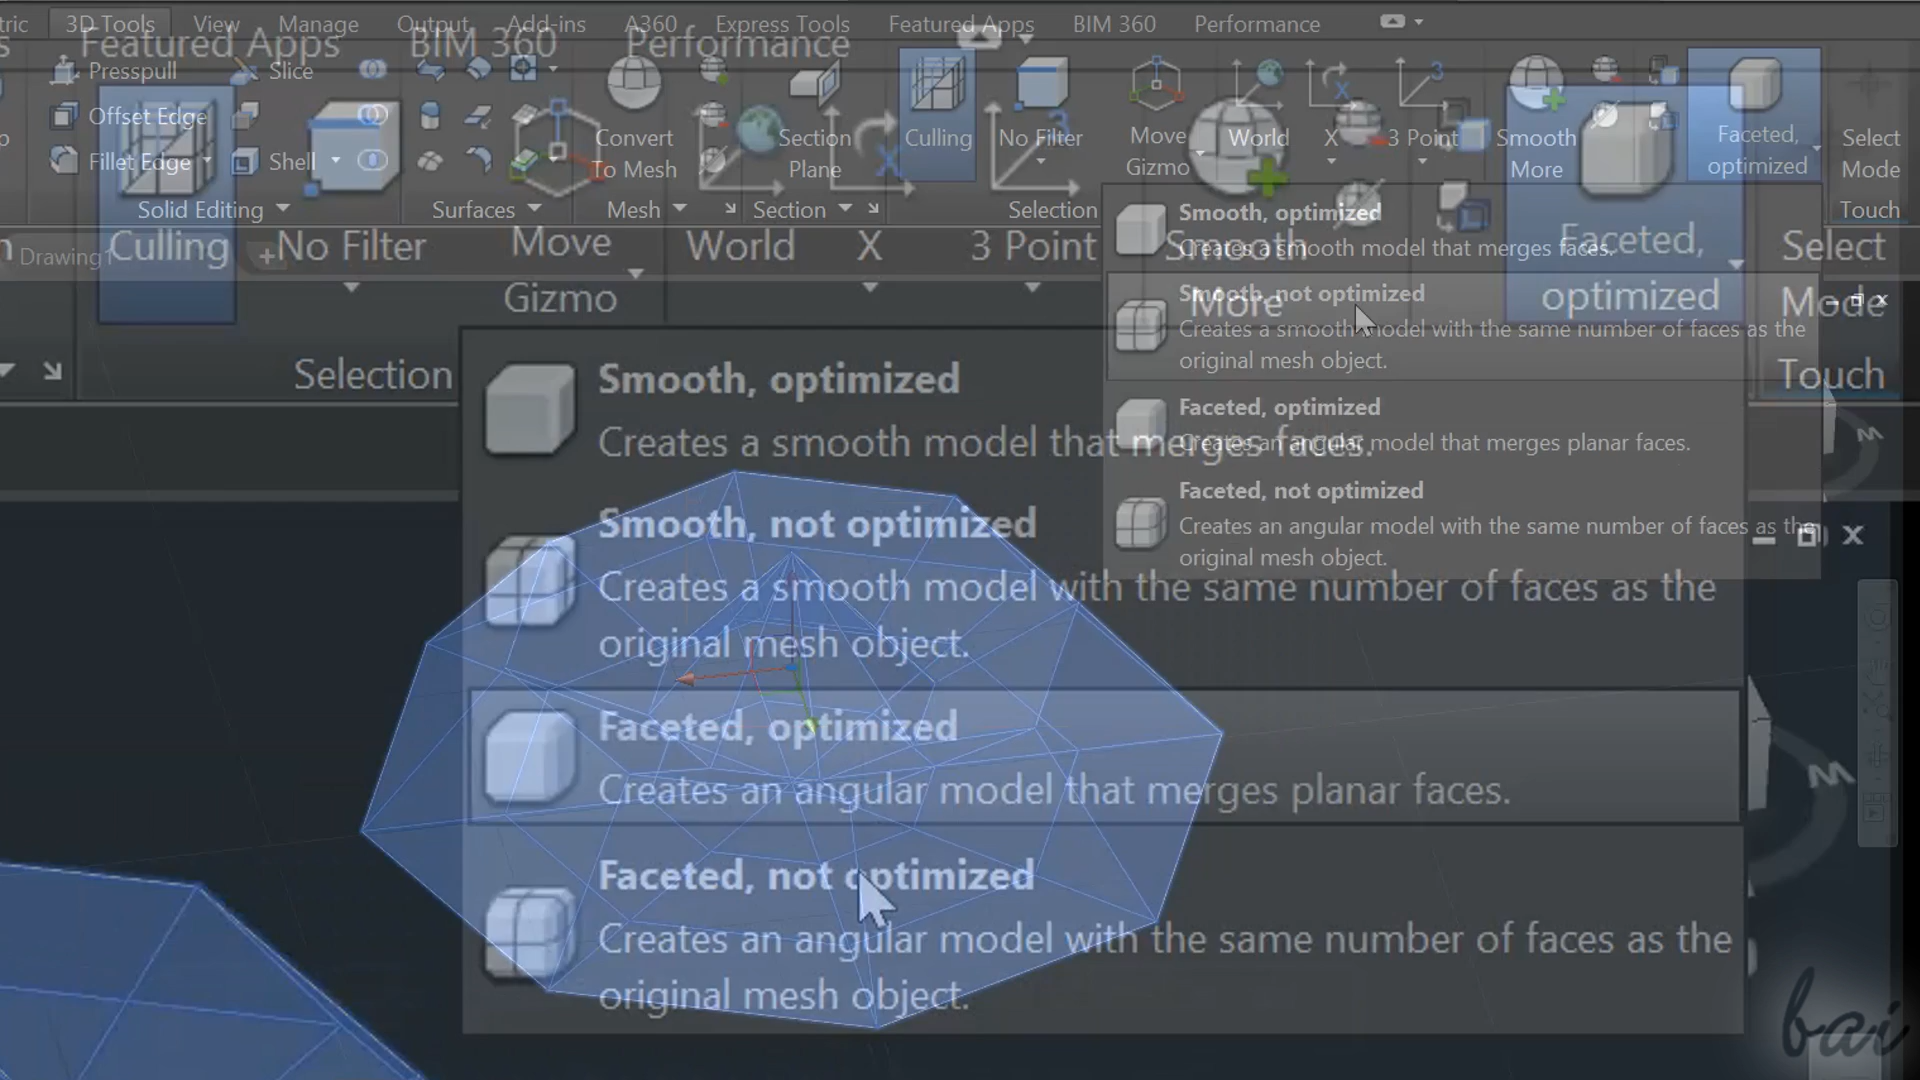 tric
3D Tools
View
Manage
Output
Add-ins
A360
Express Tools
Featured Apps
BIM 360
Performance
Featured Apps
BIM 360
Performance
Presspull
Slice
Offset Edge
Fillet Edge
Shell
Solid Editing
Surfaces
Convert
To Mesh
Mesh
Section
Plane
Section
Culling
No Filter
Selection
Move
Gizmo
World
X
3
3 Point
Smooth
More
Faceted,
optimized
Select
Mode
Touch
Drawing1
Culling
No Filter
Selection
Move
Gizmo
World
X
3
3 Point
Smooth
More
Faceted,
optimized
Select
Mode
Touch
Smooth, optimized
Creates a smooth model that merges faces.
Smooth, not optimized
Creates a smooth model with the same number of faces as the
original mesh object.
Faceted, optimized
Creates an angular model that merges planar faces.
Faceted, not optimized
Creates an angular model with the same number of faces as the
original mesh object.
Smooth, optimized
Creates a smooth model that merges faces.
Smooth, not optimized
Creates a smooth model with the same number of faces as the
original mesh object.
Faceted, optimized
Creates an angular model that merges planar faces.
Faceted, not optimized
Creates an angular model with the same number of faces as the
original mesh object.
W
W
bai